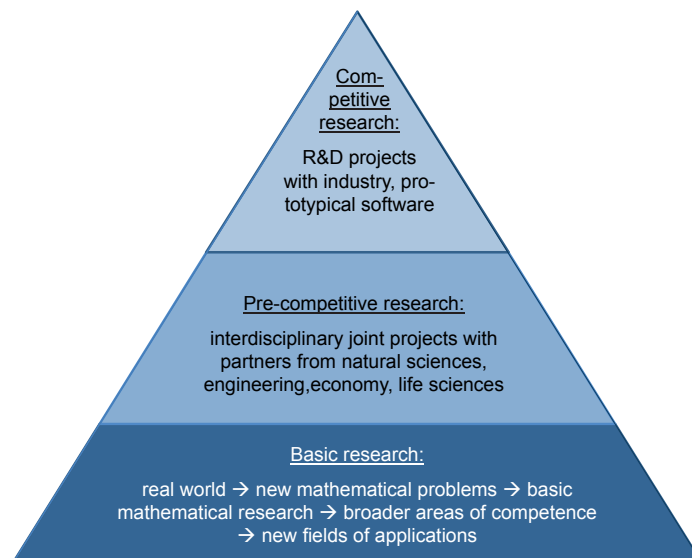 Com-
petitive
research:
R&D projects
with industry, pro-
totypical software
Pre-competitive research:
interdisciplinary joint projects with
partners from natural sciences,
engineering,economy, life sciences
Basic research:
real world → new mathematical problems → basic
mathematical research → broader areas of competence
→ new fields of applications